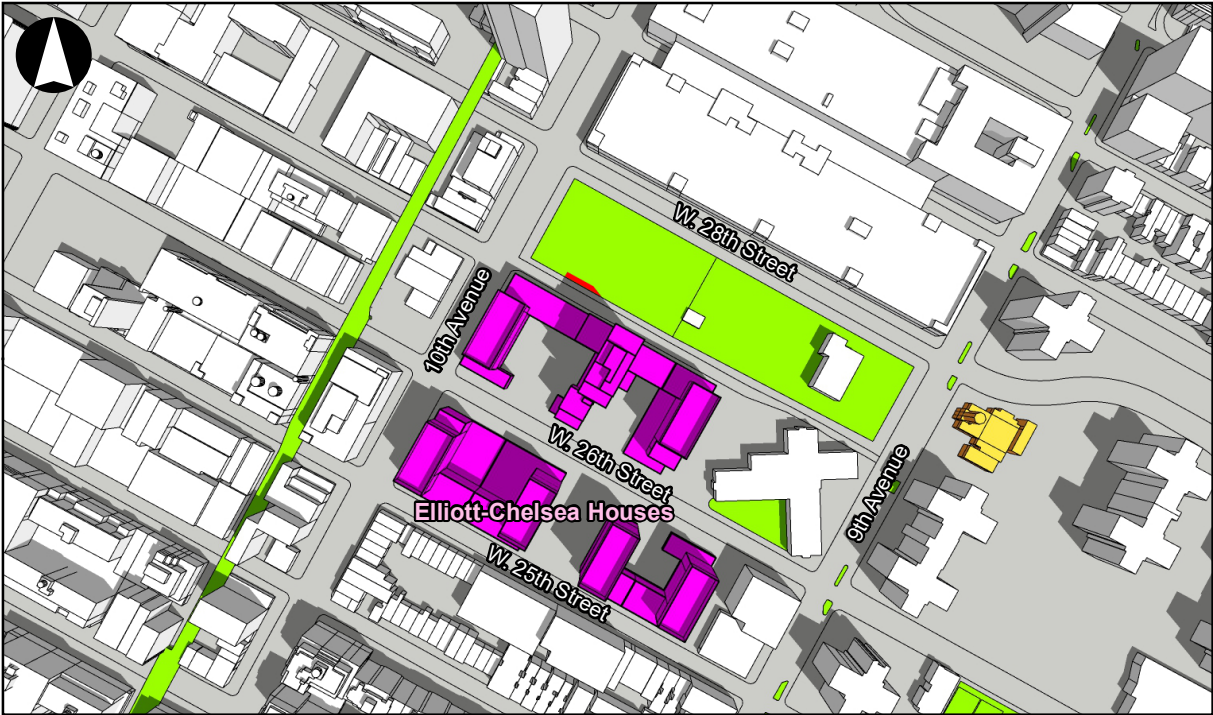 W. 28th Street
10th Avenue
W. 26th Street
9th Avenue
Elliott-Chelsea Houses
W. 25th Street